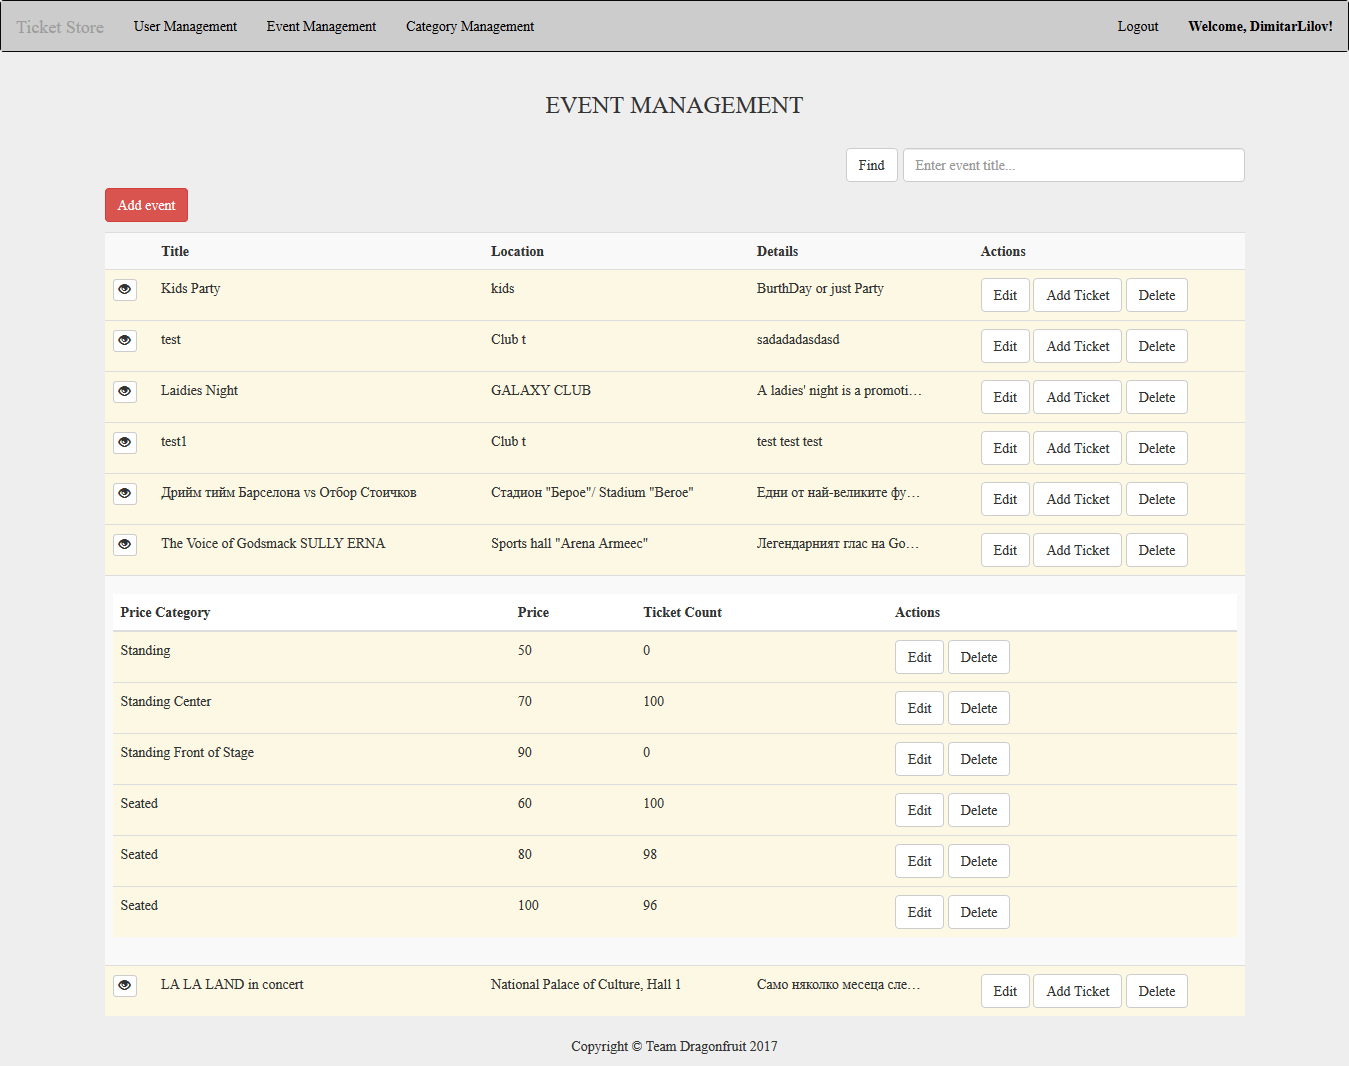 Ticket Store User Management Event Management Category Management Logout Welcome, DimitarLilov!
EVENT MANAGEMENT
Find Enter event title...
Add event
Title Location Details Actions
Kids Party kids BurthDay or just Party Edit Add Ticket Delete
test Club t sadadadasdasd Edit Add Ticket Delete
Laidies Night GALAXY CLUB A ladies' night is a promoti… Edit Add Ticket Delete
test1 Club t test test test Edit Add Ticket Delete
Дрийм тийм Барселона vs Отбор Стоичков Стадион "Берое"/ Stadium "Beroe" Едни от най-великите фу… Edit Add Ticket Delete
The Voice of Godsmack SULLY ERNA Sports hall "Arena Armeec" Легендарният глас на Go… Edit Add Ticket Delete
Price Category Price Ticket Count Actions
Standing 50 0 Edit Delete
Standing Center 70 100 Edit Delete
Standing Front of Stage 90 0 Edit Delete
Seated 60 100 Edit Delete
Seated 80 98 Edit Delete
Seated 100 96 Edit Delete
LA LA LAND in concert National Palace of Culture, Hall 1 Само няколко месеца сле… Edit Add Ticket Delete
Copyright © Team Dragonfruit 2017